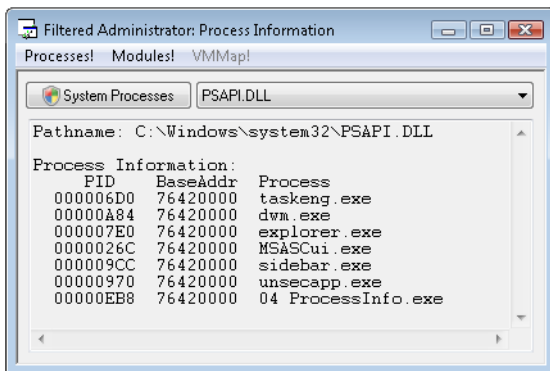 Filtered Administrator: Process Information
Processes! Modules! VMMap!
System Processes PSAPI.DLL
Pathname: C:\Windows\system32\PSAPI.DLL
Process Information:
PID BaseAddr Process
000006D0 76420000 taskeng.exe
00000A84 76420000 dwm.exe
000007E0 76420000 explorer.exe
0000026C 76420000 MSASCui.exe
000009CC 76420000 sidebar.exe
00000970 76420000 unsecapp.exe
00000EB8 76420000 04 ProcessInfo.exe